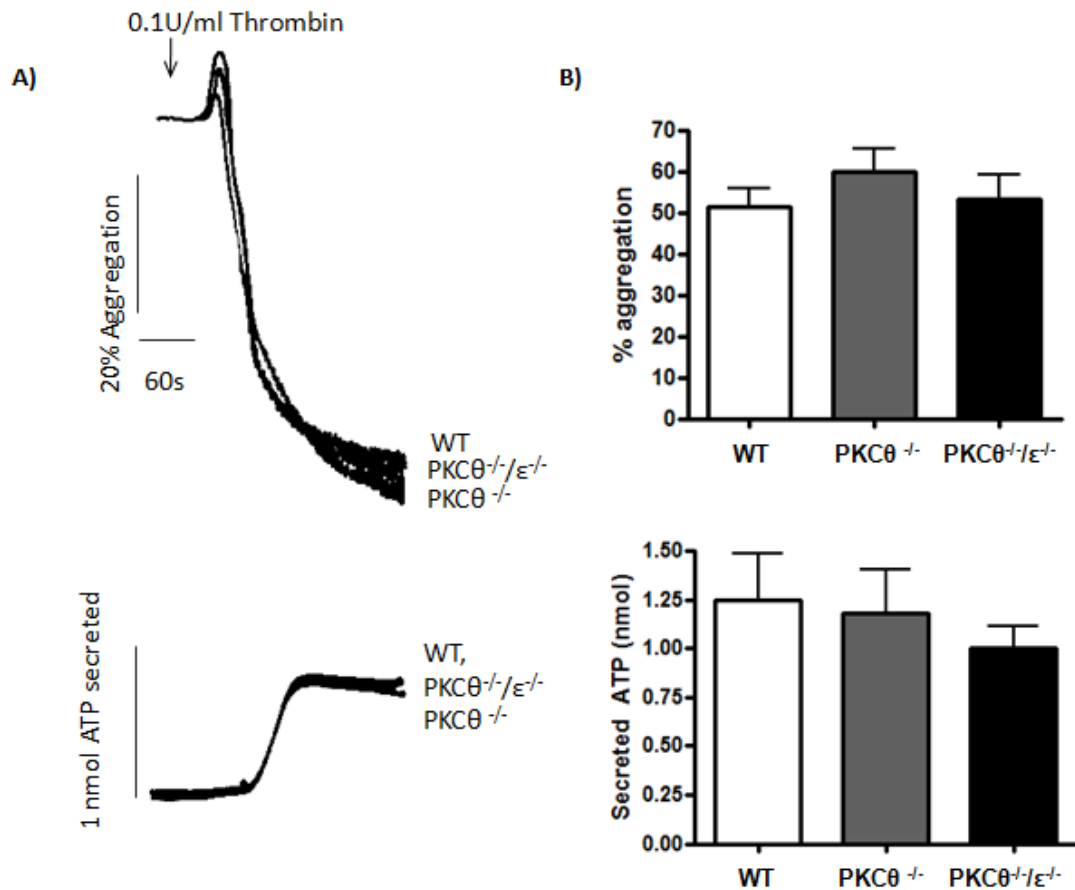 0.1U/ml Thrombin
A)
20% Aggregation
60s
WT
PKCθ⁻/⁻/ε⁻/⁻
PKCθ ⁻/⁻
1 nmol ATP secreted
WT,
PKCθ⁻/⁻/ε⁻/⁻
PKCθ ⁻/⁻
B)
% aggregation
70
60
50
40
30
20
10
0
WT
PKCθ ⁻/⁻
PKCθ⁻/⁻/ε⁻/⁻
Secreted ATP (nmol)
1.50
1.25
1.00
0.75
0.50
0.25
0.00
WT
PKCθ ⁻/⁻
PKCθ⁻/⁻/ε⁻/⁻